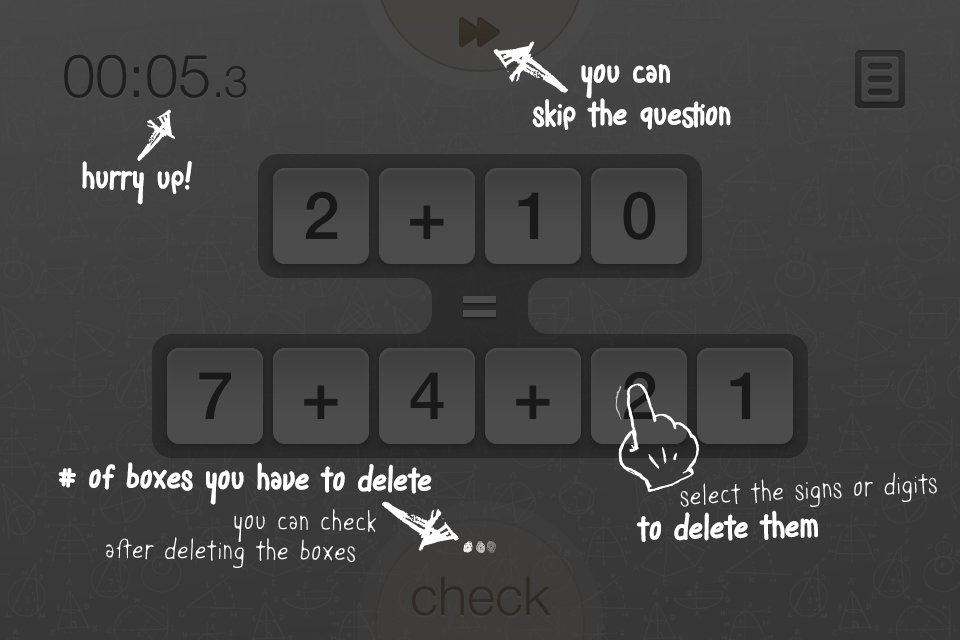 00:05.3
you can
skip the question
hurry up!
2 + 1 0
=
7 + 4 + 2 1
# of boxes you have to delete
you can check
after deleting the boxes
select the signs or digits
to delete them
check